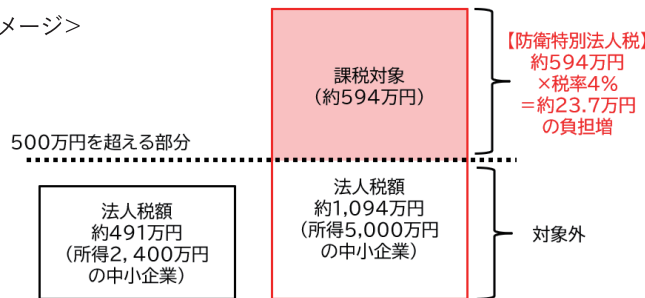 メージ>
課税対象
（約594万円）
【防衛特別法人税】
約594万円
×税率4%
＝約23.7万円
の負担増
500万円を超える部分
法人税額
約491万円
（所得2，400万円
の中小企業）
法人税額
約1,094万円
（所得5,000万円
の中小企業）
対象外